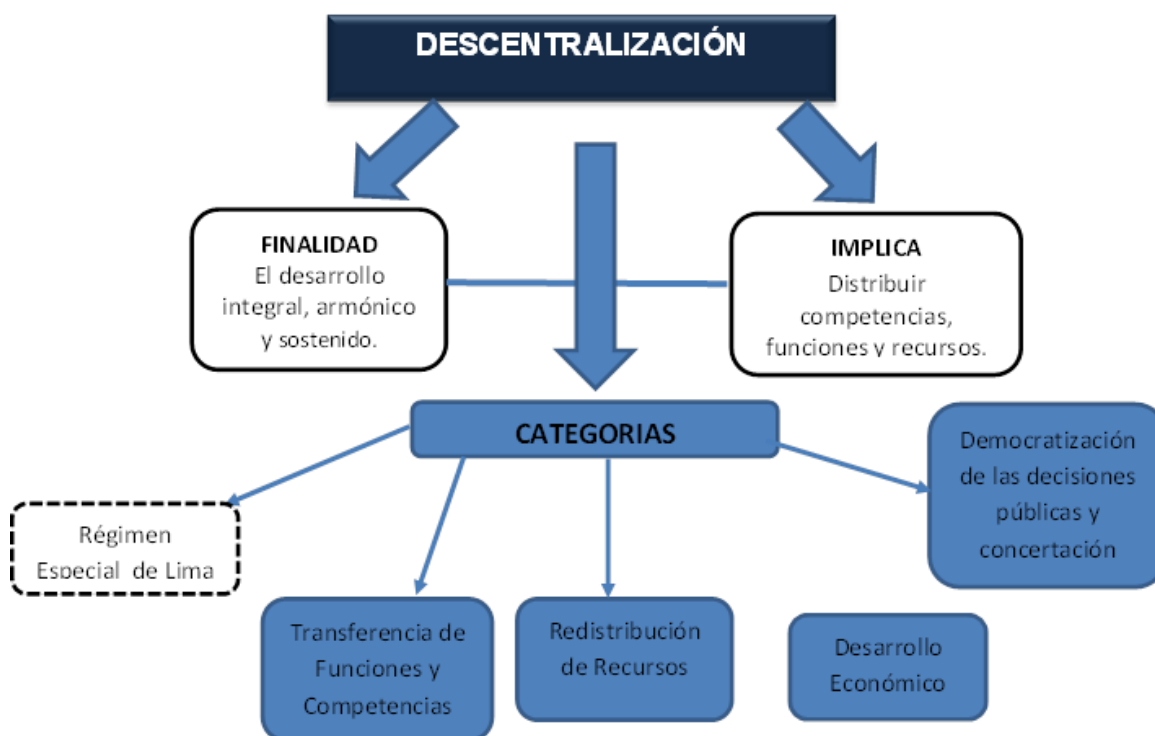 DESCENTRALIZACIÓN
FINALIDAD
El desarrollo
integral, armónico
y sostenido.
IMPLICA
Distribuir
competencias,
funciones y recursos.
CATEGORIAS
Democratización
de las decisiones
públicas y
concertación
Régimen
Especial de Lima
Transferencia de
Funciones y
Competencias
Redistribución
de Recursos
Desarrollo
Económico